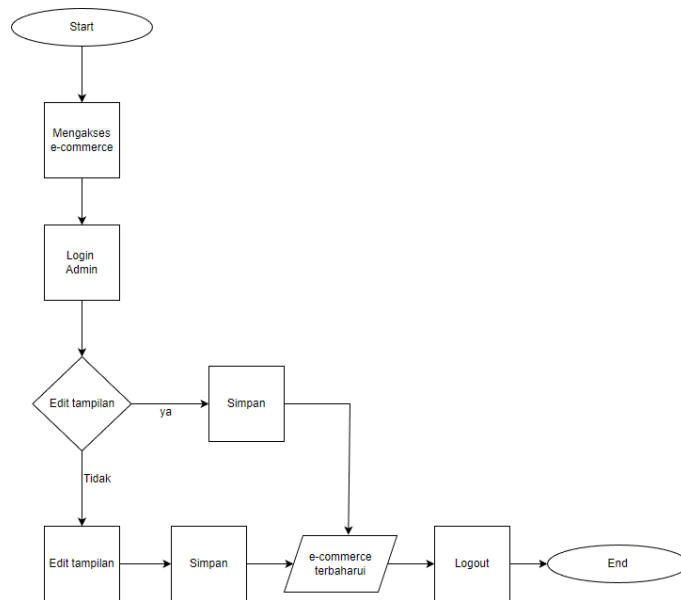 Start
Mengakses
e-commerce
Login
Admin
Edit tampilan
ya
Simpan
Tidak
Edit tampilan
Simpan
e-commerce
terbaharui
Logout
End